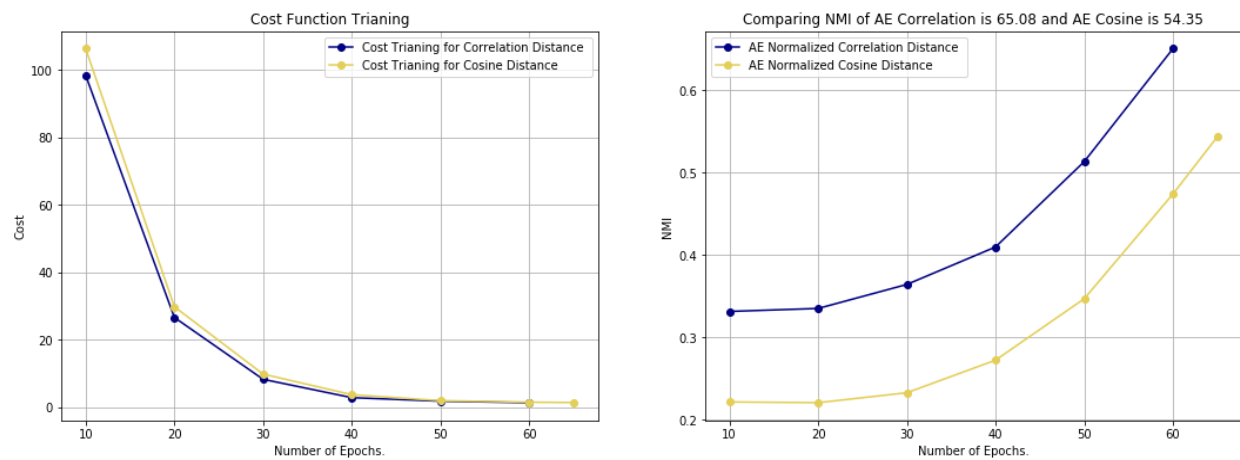 Cost Function Trianing
Cost Trianing for Correlation Distance
Cost Trianing for Cosine Distance
100
80
60
40
20
0
Cost
10 20 30 40 50 60
Number of Epochs.
Comparing NMI of AE Correlation is 65.08 and AE Cosine is 54.35
AE Normalized Correlation Distance
AE Normalized Cosine Distance
0.6
0.5
0.4
0.3
0.2
NMI
10 20 30 40 50 60
Number of Epochs.